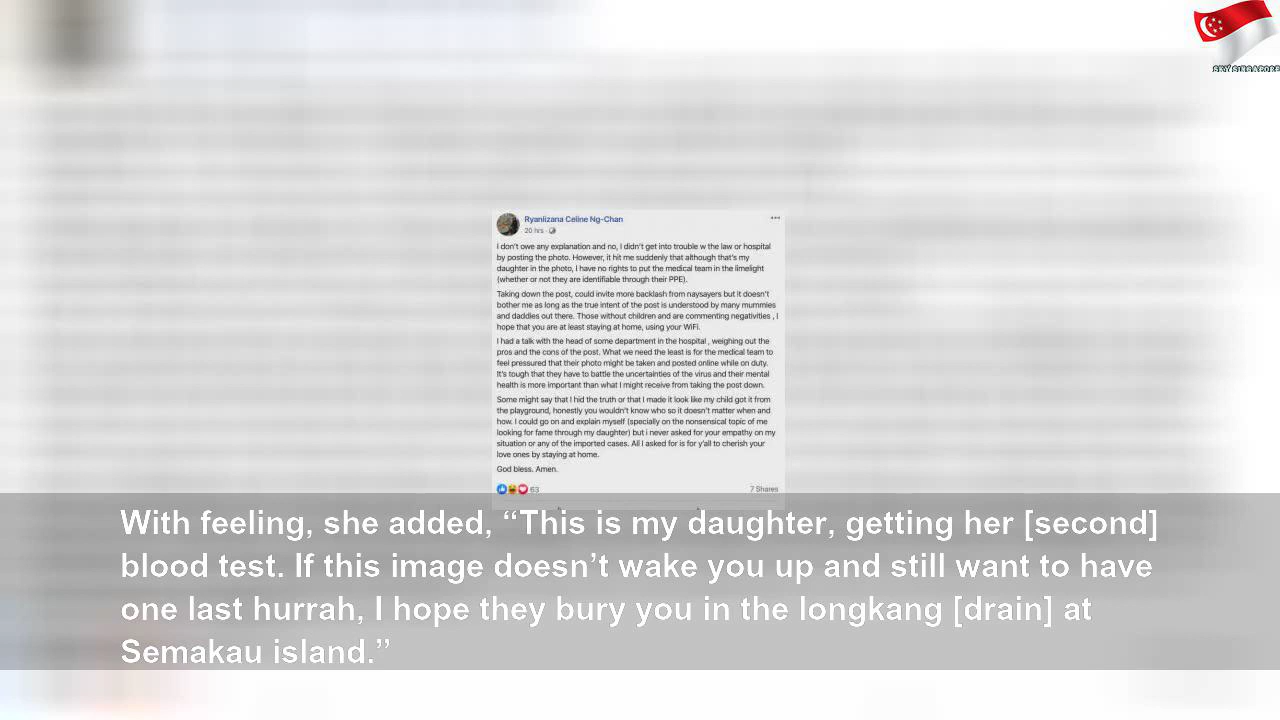 SKY SINGAPORE
Ryanlizana Celine Ng-Chan
20 hrs ·
I don't owe any explanation and no, I didn't get into trouble w the law or hospital
by posting the photo. However, it hit me suddenly that although that's my
daughter in the photo, I have no rights to put the medical team in the limelight
(whether or not they are identifiable through their PPE).
Taking down the post, could invite more backlash from naysayers but it doesn't
bother me as long as the true intent of the post is understood by many mummies
and daddies out there. Those without children and are commenting negativities , I
hope that you are at least staying at home, using your WiFi.
I had a talk with the head of some department in the hospital , weighing out the
pros and the cons of the post. What we need the least is for the medical team to
feel pressured that their photo might be taken and posted online while on duty.
It's tough that they have to battle the uncertainties of the virus and their mental
health is more important than what I might receive from taking the post down.
Some might say that I hid the truth or that I made it look like my child got it from
the playground, honestly you wouldn't know who so it doesn't matter when and
how. I could go on and explain myself (specially on the nonsensical topic of me
looking for fame through my daughter) but i never asked for your empathy on my
situation or any of the imported cases. All I asked for is for y'all to cherish your
love ones by staying at home.
God bless. Amen.
63
7 Shares
With feeling, she added, “This is my daughter, getting her [second]
blood test. If this image doesn’t wake you up and still want to have
one last hurrah, I hope they bury you in the longkang [drain] at
Semakau island.”